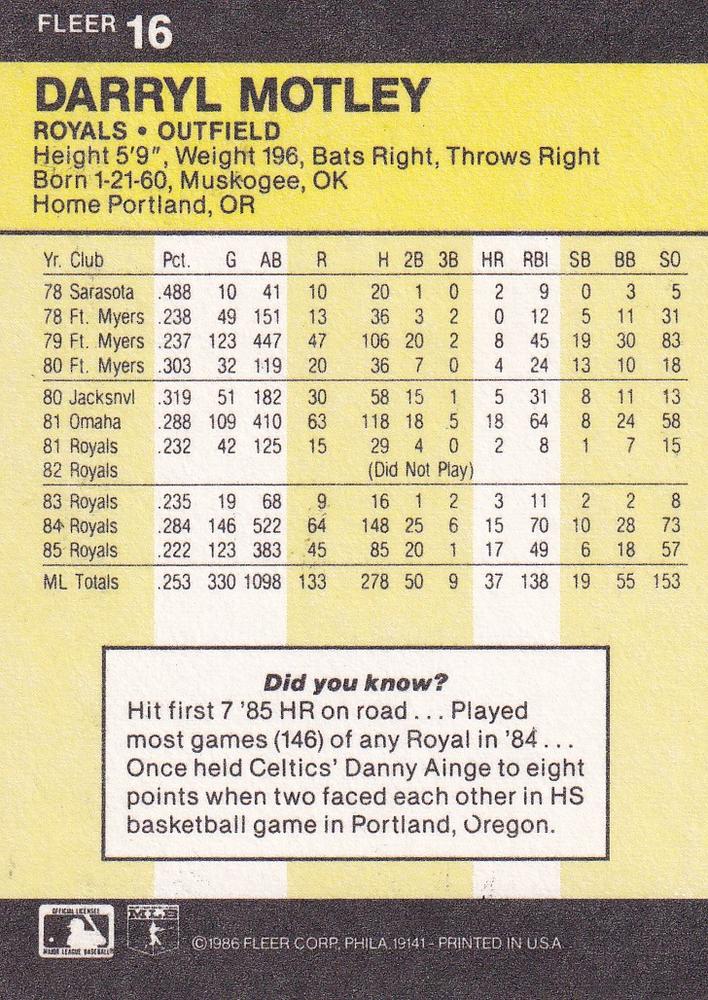 FLEER 16
DARRYL MOTLEY
ROYALS • OUTFIELD
Height 5'9", Weight 196, Bats Right, Throws Right
Born 1-21-60, Muskogee, OK
Home Portland, OR
Yr. Club Pct. G AB R H 2B 3B HR RBI SB BB SO
78 Sarasota .488 10 41 10 20 1 0 2 9 0 3 5
78 Ft. Myers .238 49 151 13 36 3 2 0 12 5 11 31
79 Ft. Myers .237 123 447 47 106 20 2 8 45 19 30 83
80 Ft. Myers .303 32 119 20 36 7 0 4 24 13 10 18
80 Jacksnvl .319 51 182 30 58 15 1 5 31 8 11 13
81 Omaha .288 109 410 63 118 18 5 18 64 8 24 58
81 Royals .232 42 125 15 29 4 0 2 8 1 7 15
82 Royals (Did Not Play)
83 Royals .235 19 68 9 16 1 2 3 11 2 2 8
84 Royals .284 146 522 64 148 25 6 15 70 10 28 73
85 Royals .222 123 383 45 85 20 1 17 49 6 18 57
ML Totals .253 330 1098 133 278 50 9 37 138 19 55 153
Did you know?
Hit first 7 '85 HR on road ... Played
most games (146) of any Royal in '84 ...
Once held Celtics' Danny Ainge to eight
points when two faced each other in HS
basketball game in Portland, Oregon.
OFFICIAL LICENSEE
MAJOR LEAGUE BASEBALL
©1986 FLEER CORP., PHILA. 19141 - PRINTED IN U.S.A.